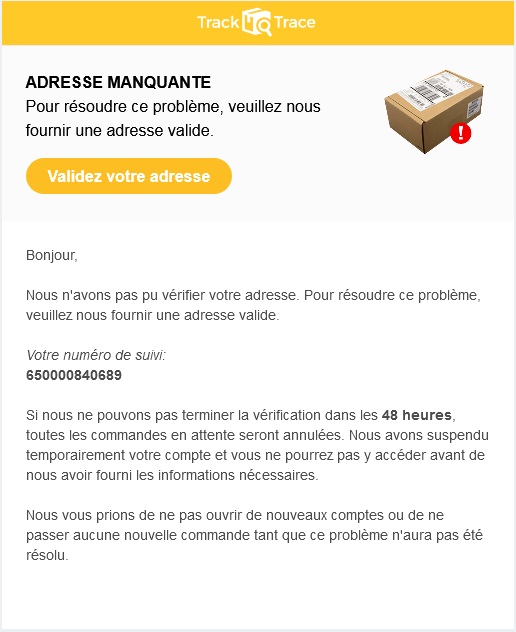 Track Trace
ADRESSE MANQUANTE
Pour résoudre ce problème, veuillez nous
fournir une adresse valide.
Validez votre adresse
Bonjour,
Nous n'avons pas pu vérifier votre adresse. Pour résoudre ce problème,
veuillez nous fournir une adresse valide.
Votre numéro de suivi:
650000840689
Si nous ne pouvons pas terminer la vérification dans les 48 heures,
toutes les commandes en attente seront annulées. Nous avons suspendu
temporairement votre compte et vous ne pourrez pas y accéder avant de
nous avoir fourni les informations nécessaires.
Nous vous prions de ne pas ouvrir de nouveaux comptes ou de ne
passer aucune nouvelle commande tant que ce problème n'aura pas été
résolu.